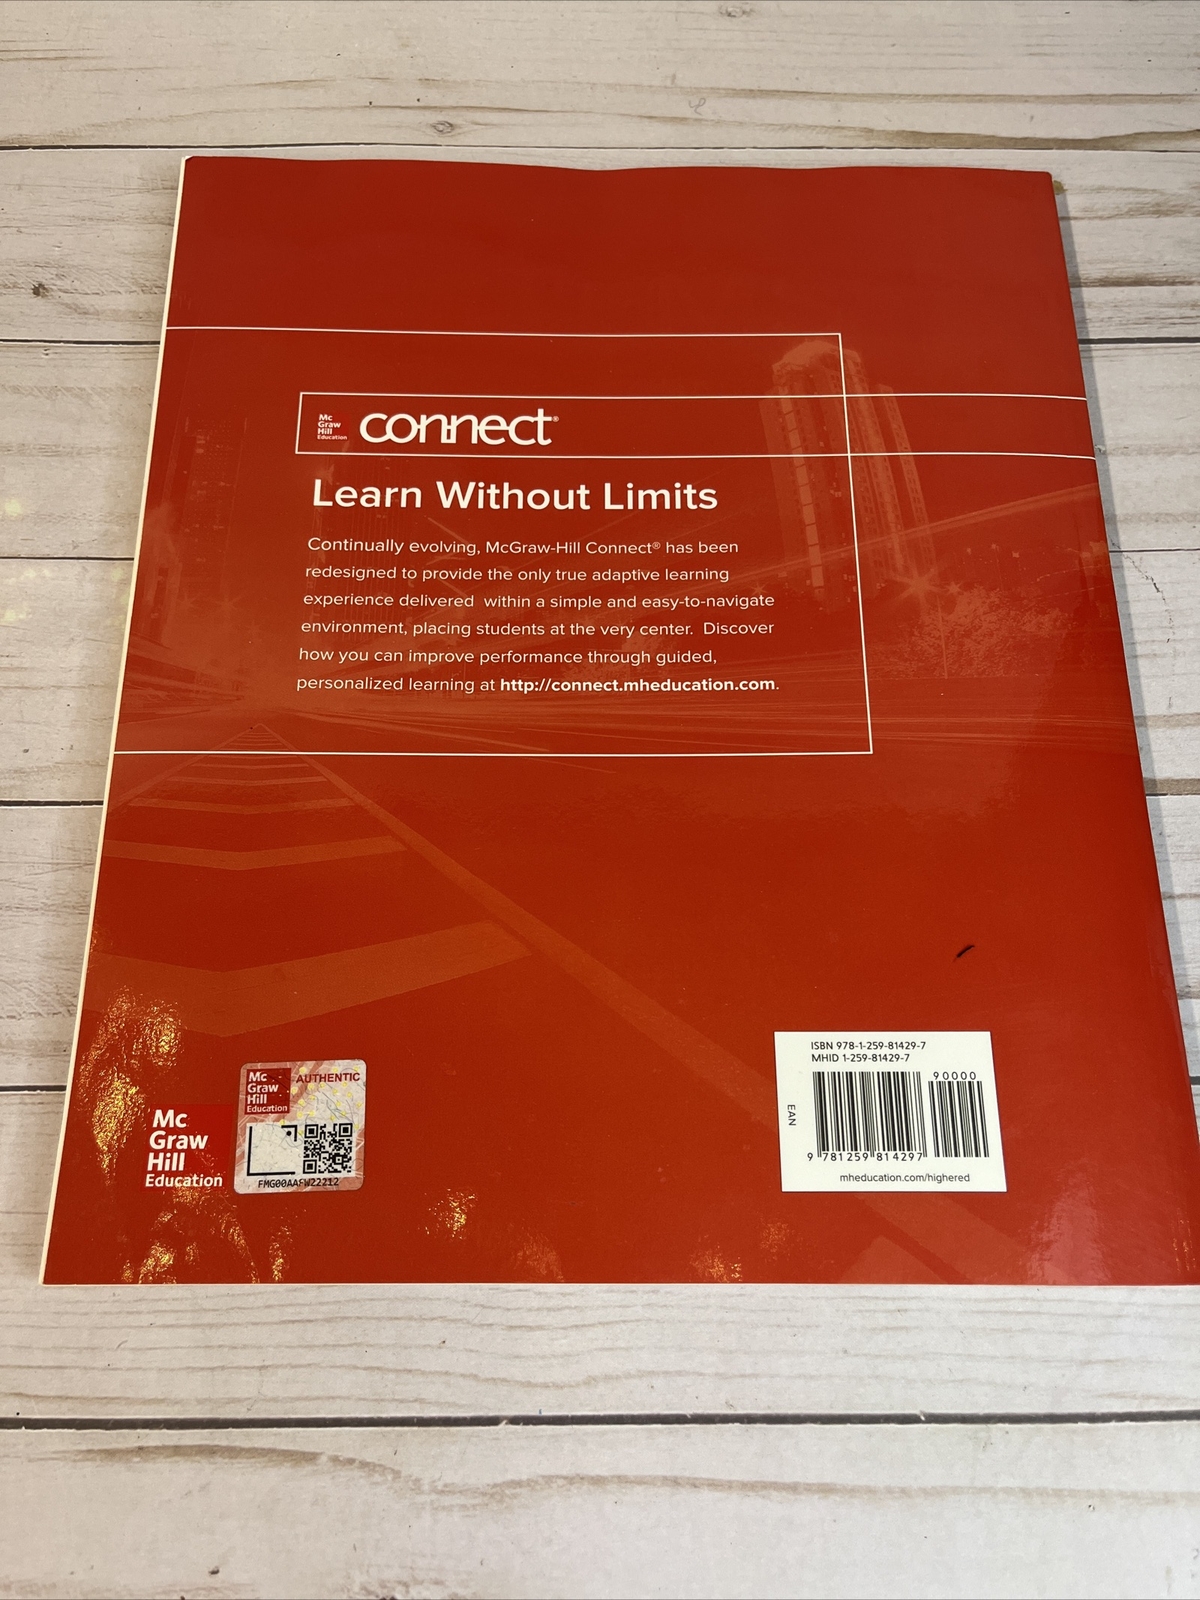 Mc
Graw
Hill
Education
connect®
Learn Without Limits
Continually evolving, McGraw-Hill Connect® has been
redesigned to provide the only true adaptive learning
experience delivered within a simple and easy-to-navigate
environment, placing students at the very center. Discover
how you can improve performance through guided,
personalized learning at http://connect.mheducation.com.
Mc
Graw
Hill
Education
Mc
Graw
Hill
Education
AUTHENTIC
ISBN 978-1-259-81429-7
MHID 1-259-81429-7
90000
EAN
9 781259 814297
mheducation.com/highered